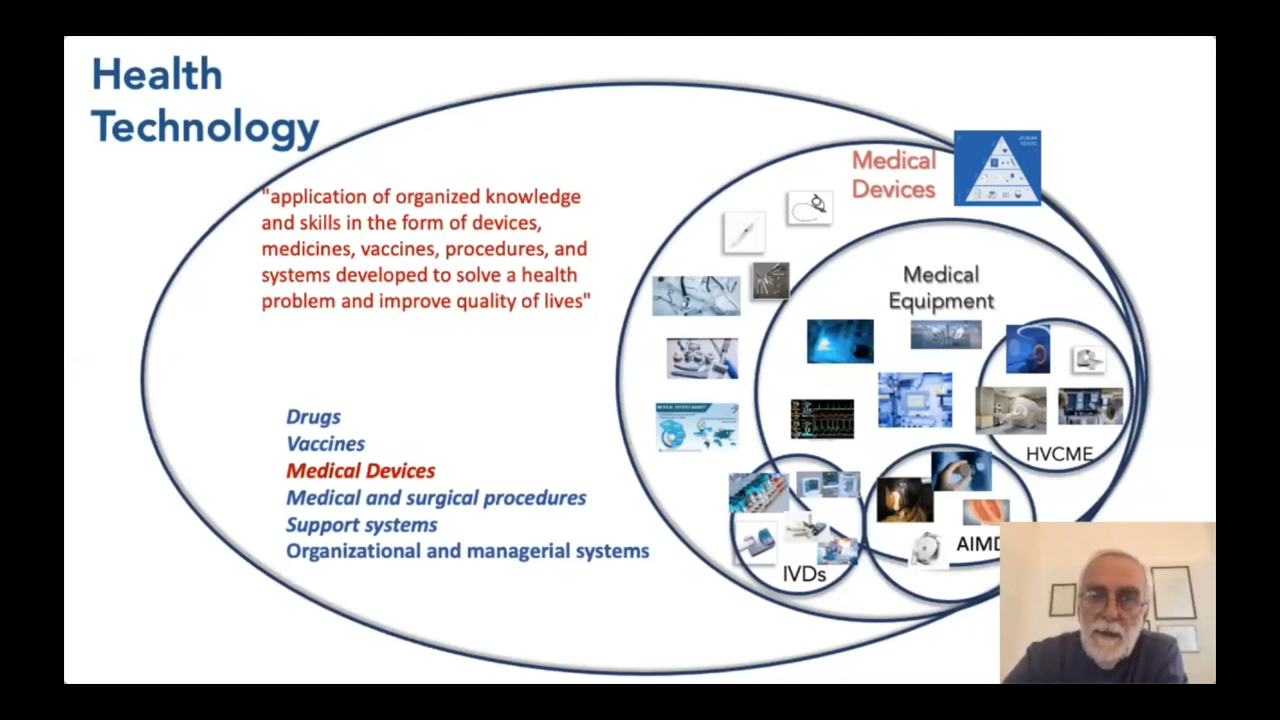 Health
Technology
"application of organized knowledge
and skills in the form of devices,
medicines, vaccines, procedures, and
systems developed to solve a health
problem and improve quality of lives"
Drugs
Vaccines
Medical Devices
Medical and surgical procedures
Support systems
Organizational and managerial systems
Medical
Devices
Medical
Equipment
HVCME
IVDs
AIMD